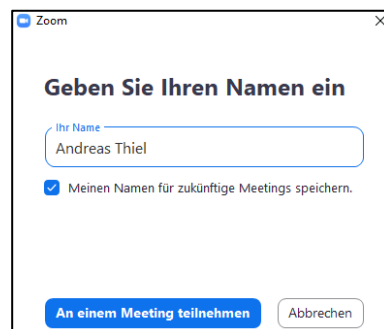 Zoom
Geben Sie Ihren Namen ein
Ihr Name
Andreas Thiel
Meinen Namen für zukünftige Meetings speichern.
An einem Meeting teilnehmen Abbrechen